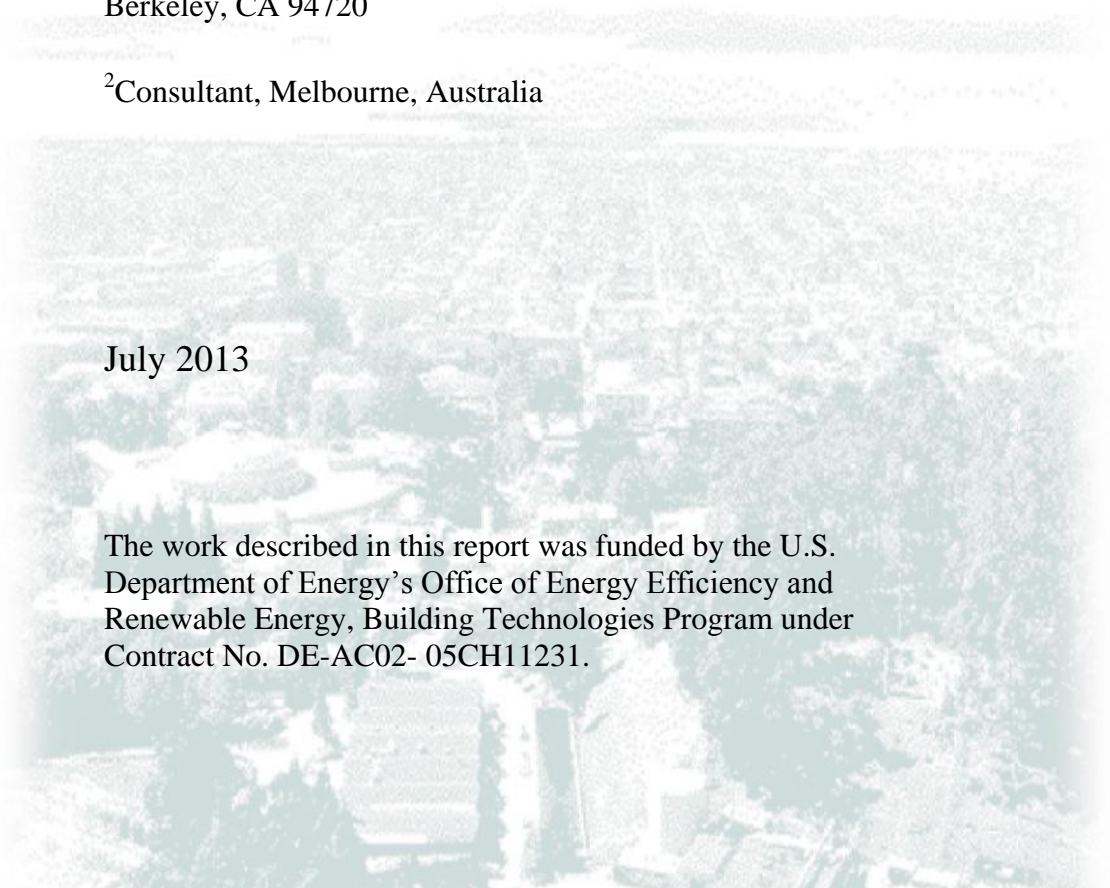 Berkeley, CA 94720
²Consultant, Melbourne, Australia
July 2013
The work described in this report was funded by the U.S.
Department of Energy’s Office of Energy Efficiency and
Renewable Energy, Building Technologies Program under
Contract No. DE-AC02- 05CH11231.